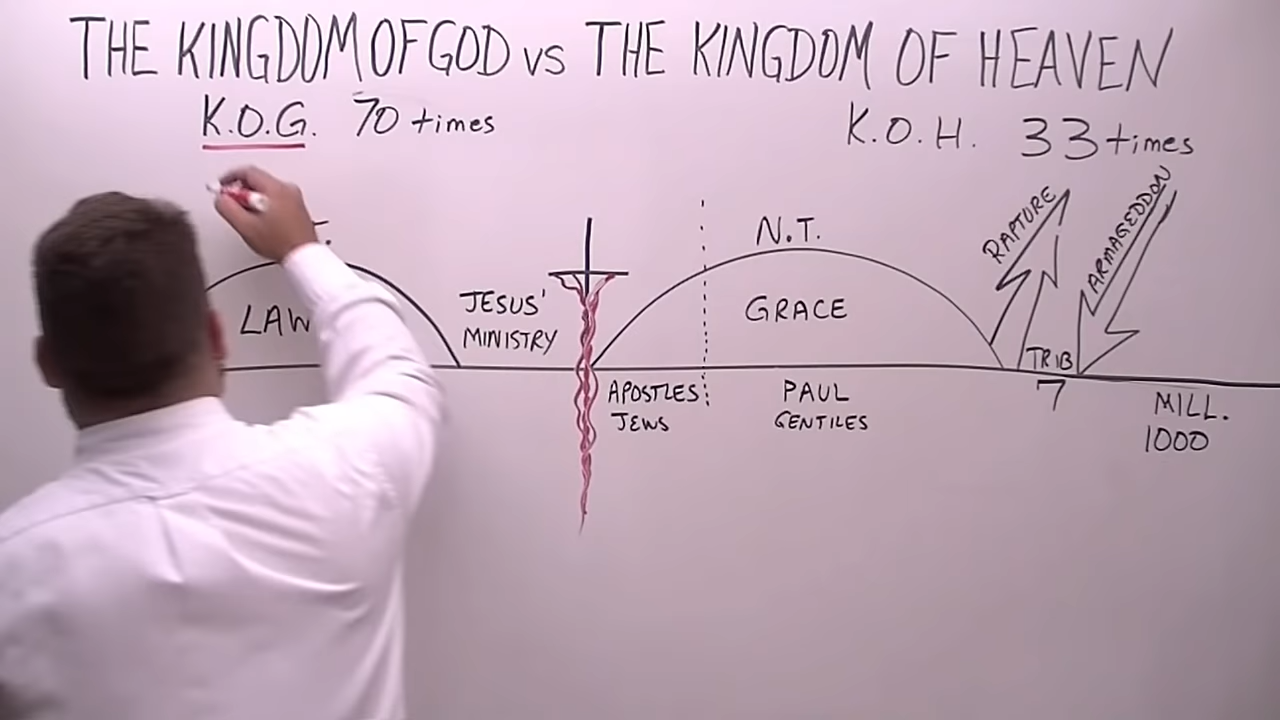 THE KINGDOM OF GOD vs THE KINGDOM OF HEAVEN
K.O.G. 70 times
K.O.H. 33 times
LAW
JESUS'
MINISTRY
N.T.
GRACE
APOSTLES
JEWS
PAUL
GENTILES
RAPTURE
ARMAGEDDON
TRIB
7
MILL.
1000